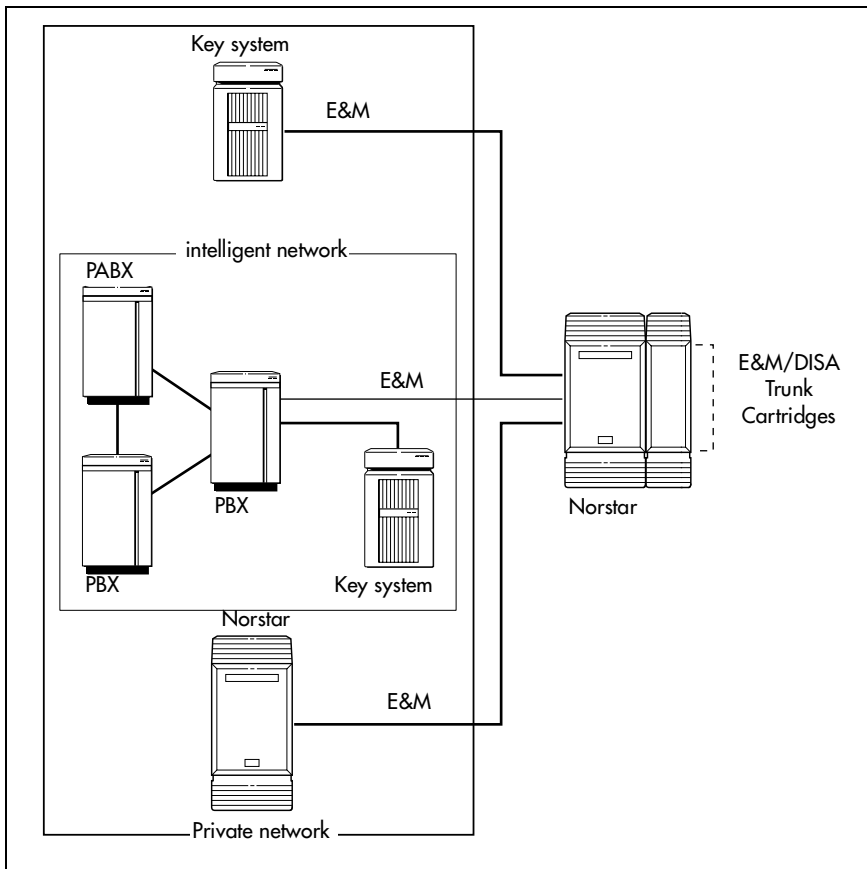 Key system
E&M
intelligent network
PABX
E&M
E&M/DISA
Trunk
Cartridges
PBX
Norstar
PBX
Key system
Norstar
E&M
Private network